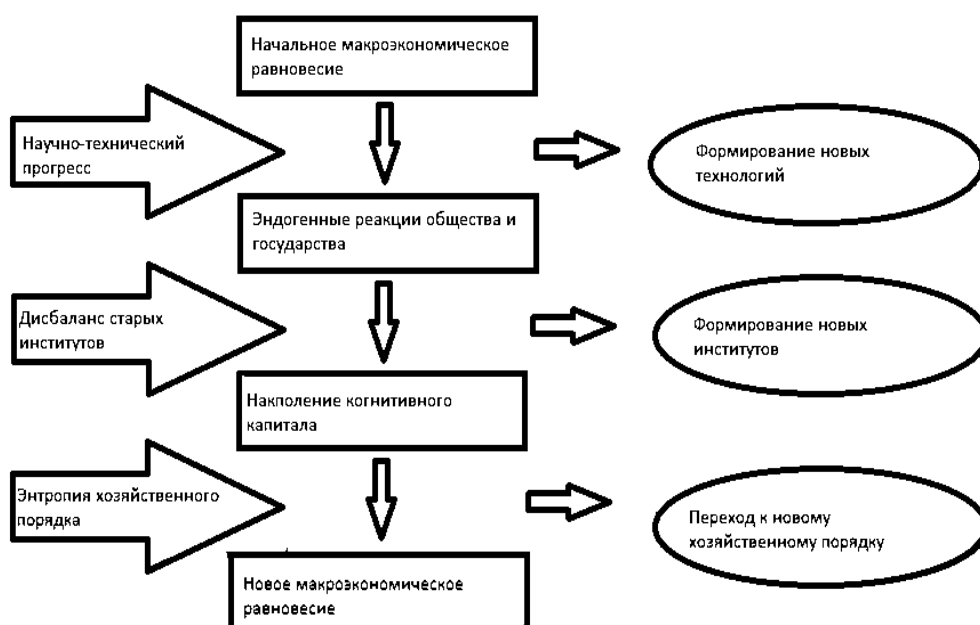 Начальное макроэкономическое
равновесие
Научно-технический
прогресс
Формирование новых
технологий
Эндогенные реакции общества и
государства
Дисбаланс старых
институтов
Формирование новых
институтов
Накполение когнитивного
капитала
Энтропия хозяйственного
порядка
Переход к новому
хозяйственному порядку
Новое макроэкономическое
равновесие